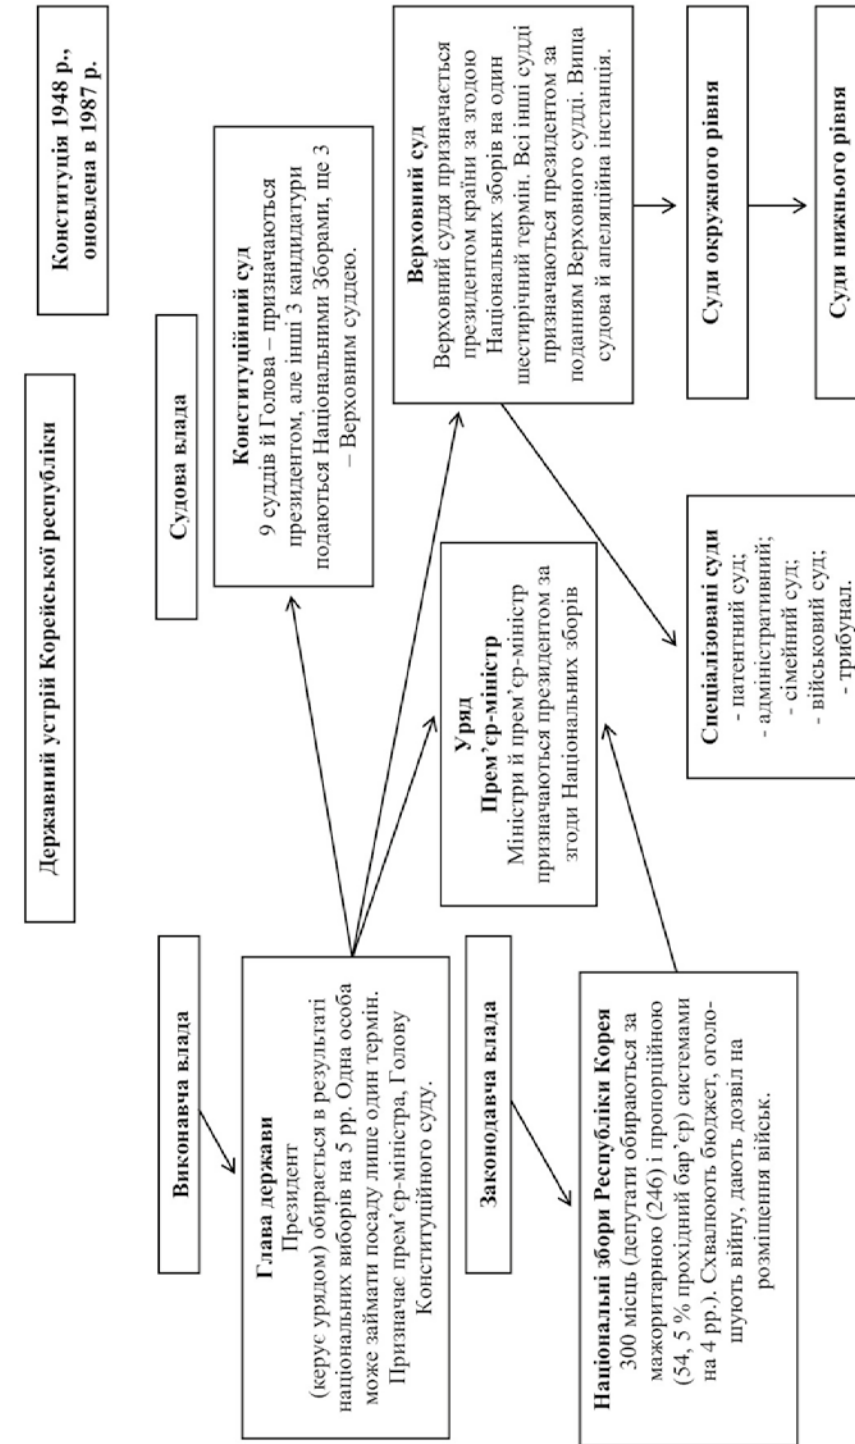 Державний устрій Корейської республіки
Конституція 1948 р.,
оновлена в 1987 р.
Виконавча влада
Судова влада
Глава держави
Президент
(керує урядом) обирається в результаті
національних виборів на 5 рр. Одна особа
може займати посаду лише один термін.
Призначає прем’єр-міністра, Голову
Конституційного суду.
Конституційний суд
9 суддів й Голова – призначаються
президентом, але інші 3 кандидатури
подаються Національними Зборами, ще 3
– Верховним суддею.
Законодавча влада
Уряд
Прем’єр-міністр
Міністри й прем’єр-міністр
призначаються президентом за
згоди Національних зборів
Верховний суд
Верховний суддя призначається
президентом країни за згодою
Національних зборів на один
шестирічний термін. Всі інші судді
призначаються президентом за
поданням Верховного судді. Вища
судова й апеляційна інстанція.
Національні збори Республіки Корея
300 місць (депутати обираються за
мажоритарною (246) і пропорційною
(54, 5 % прохідний бар’єр) системами
на 4 рр.). Схвалюють бюджет, оголо-
шують війну, дають дозвіл на
розміщення військ.
Спеціалізовані суди
- патентний суд;
- адміністративний;
- сімейний суд;
- військовий суд;
- трибунал.
Суди окружного рівня
Суди нижнього рівня